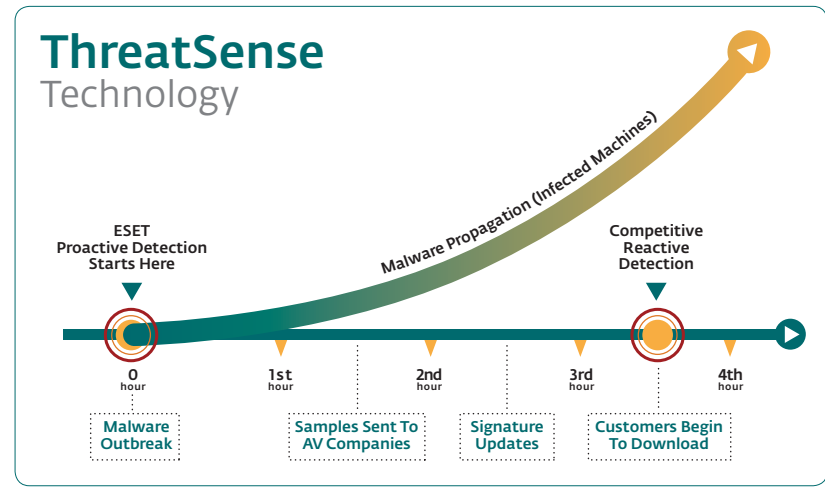 ThreatSense
Technology
Malware Propagation (Infected Machines)
ESET
Proactive Detection
Starts Here
Competitive
Reactive
Detection
0
hour
1st
hour
2nd
hour
3rd
hour
4th
hour
Malware
Outbreak
Samples Sent To
AV Companies
Signature
Updates
Customers Begin
To Download